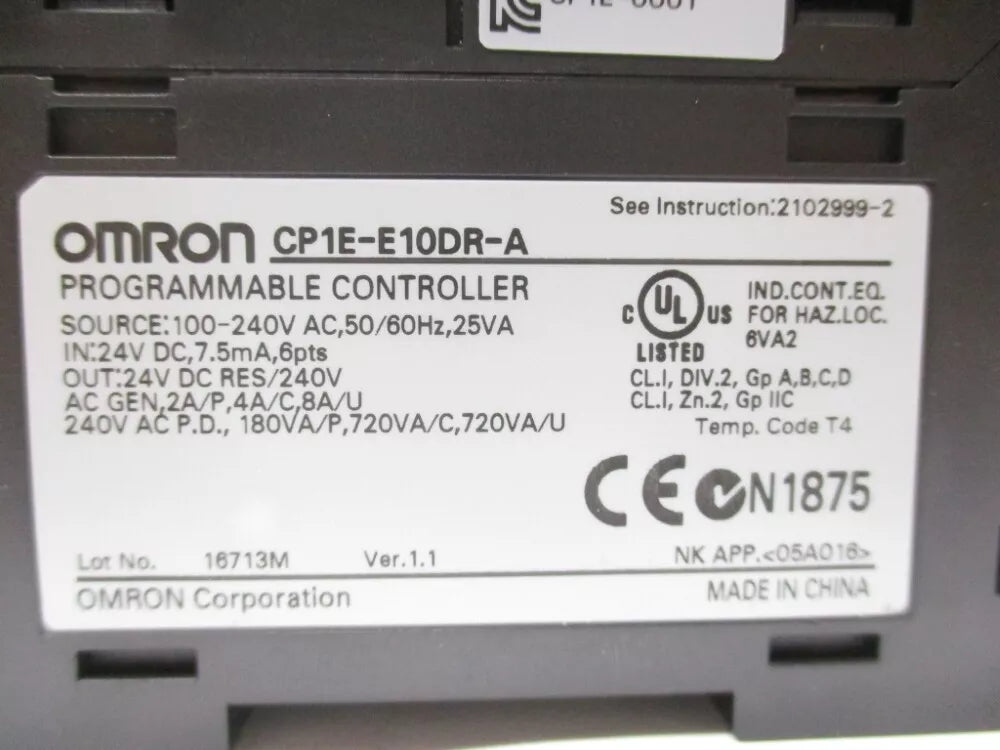 See Instruction:2102999-2
OMRON CP1E-E10DR-A
PROGRAMMABLE CONTROLLER
SOURCE:100-240V AC,50/60Hz,25VA
IN:24V DC,7.5mA,6pts
OUT:24V DC RES/240V
AC GEN,2A/P,4A/C,8A/U
240V AC P.D., 180VA/P,720VA/C,720VA/U
C UL US
LISTED
IND.CONT.EQ.
FOR HAZ.LOC.
6VA2
CL.I, DIV.2, Gp A,B,C,D
CL.I, Zn.2, Gp IIC
Temp. Code T4
CE N1875
Lot No. 16713M Ver.1.1
NK APP.<05A016>
OMRON Corporation
MADE IN CHINA